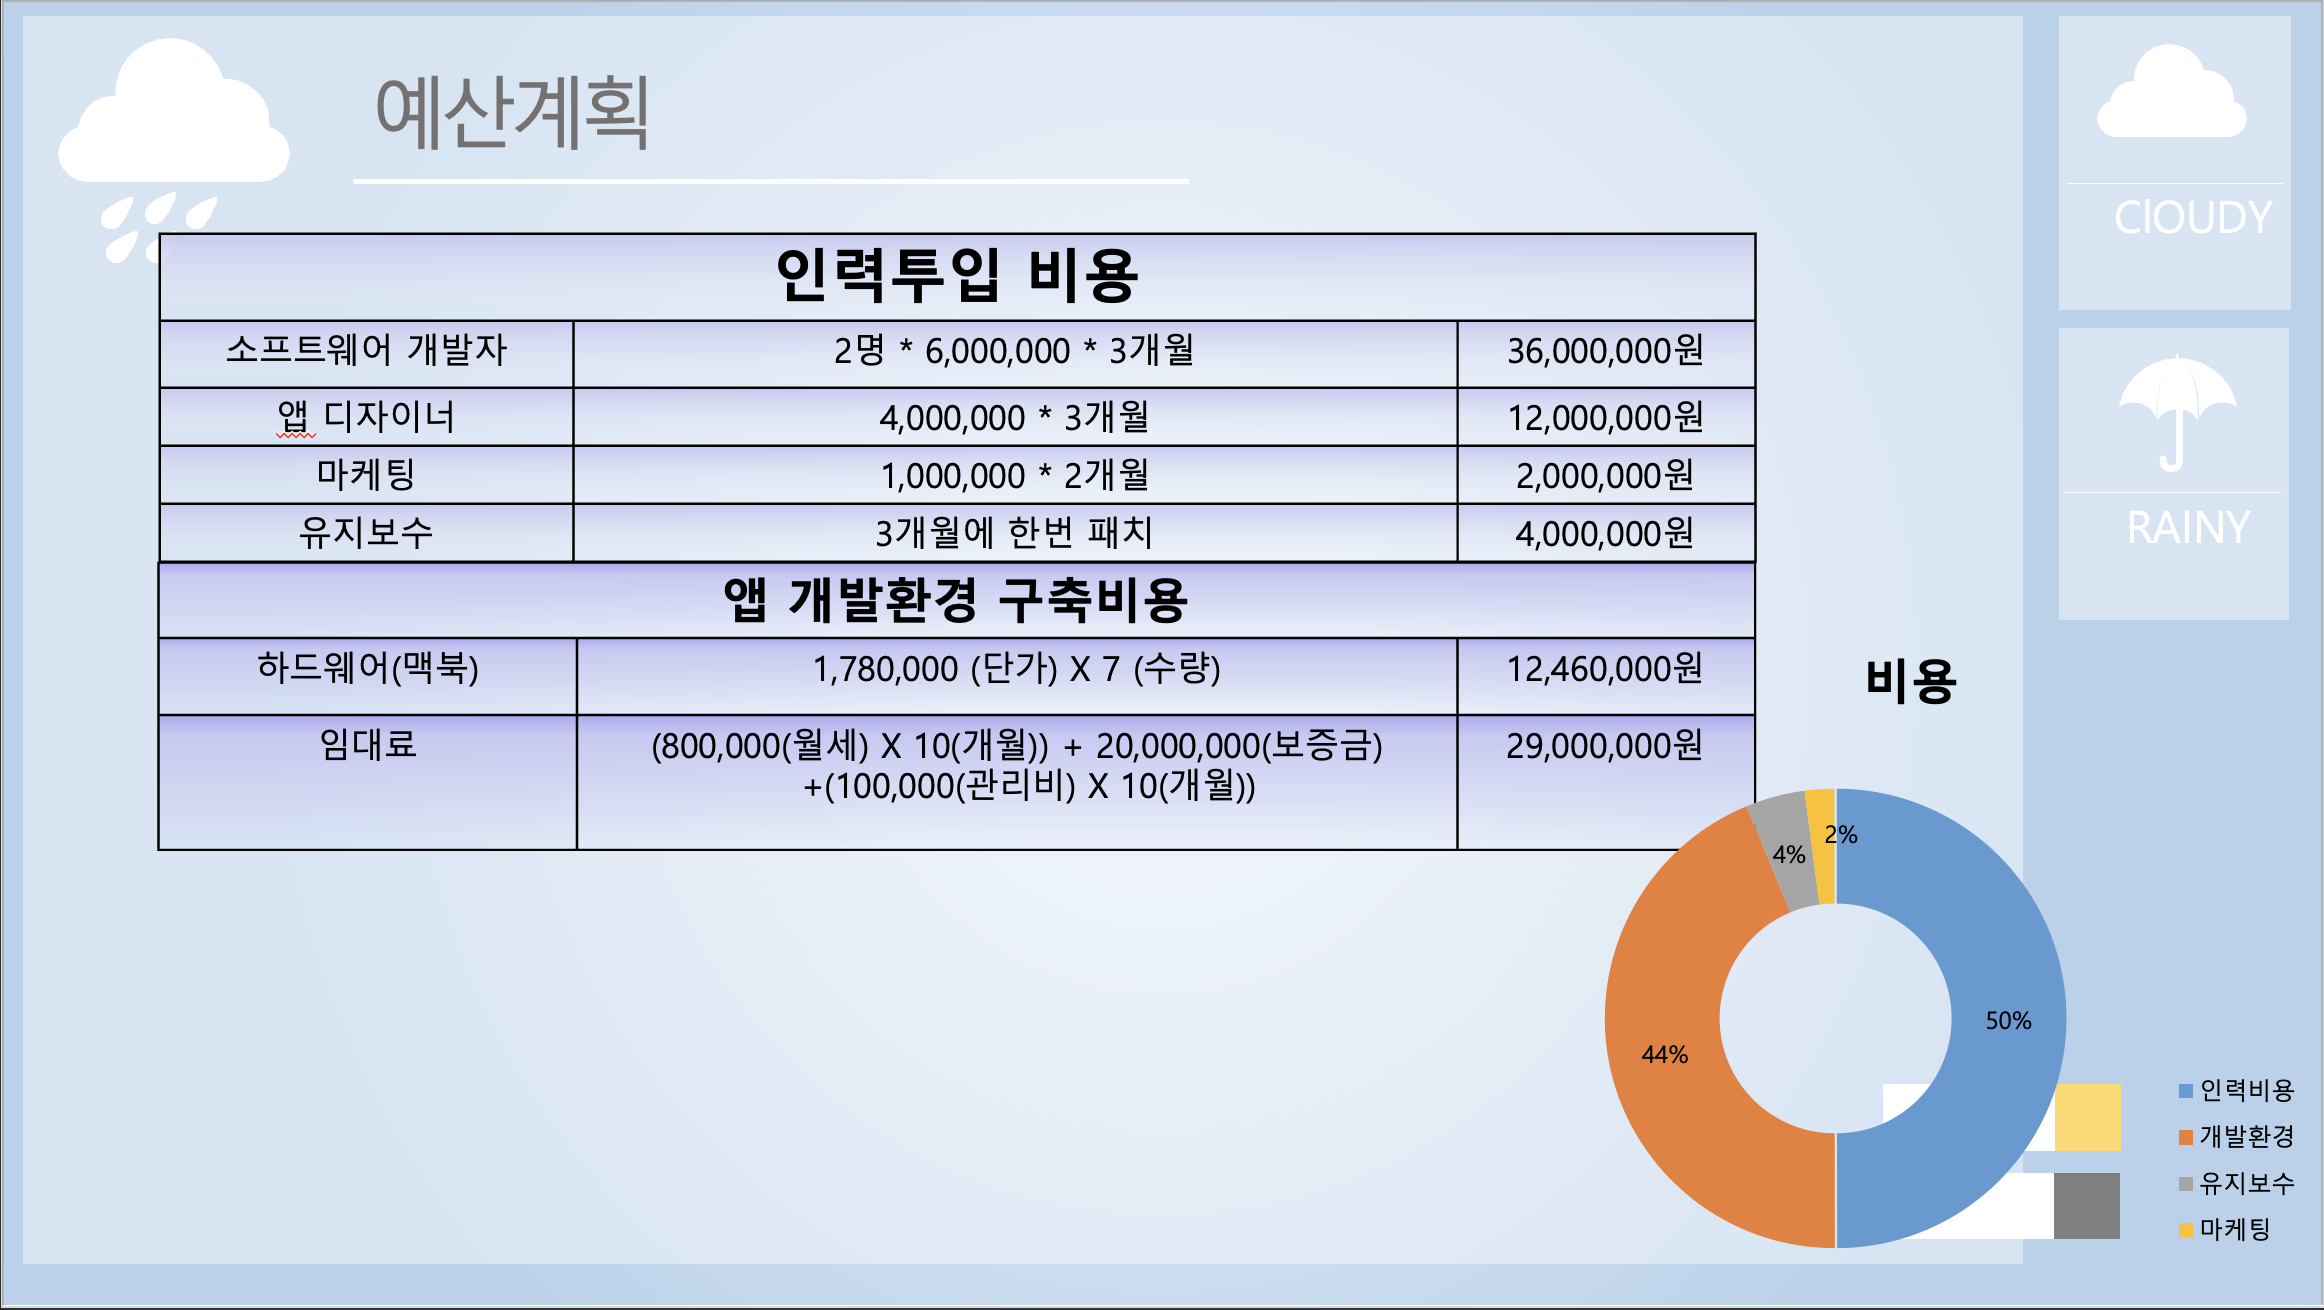 예산계획
ClOUDY
RAINY
인력투입 비용
소프트웨어 개발자 2명 * 6,000,000 * 3개월 36,000,000원
앱 디자이너 4,000,000 * 3개월 12,000,000원
마케팅 1,000,000 * 2개월 2,000,000원
유지보수 3개월에 한번 패치 4,000,000원
앱 개발환경 구축비용
하드웨어(맥북) 1,780,000 (단가) X 7 (수량) 12,460,000원
임대료 (800,000(월세) X 10(개월)) + 20,000,000(보증금) 29,000,000원
+(100,000(관리비) X 10(개월))
비용
2%
4%
50%
44%
인력비용
개발환경
유지보수
마케팅